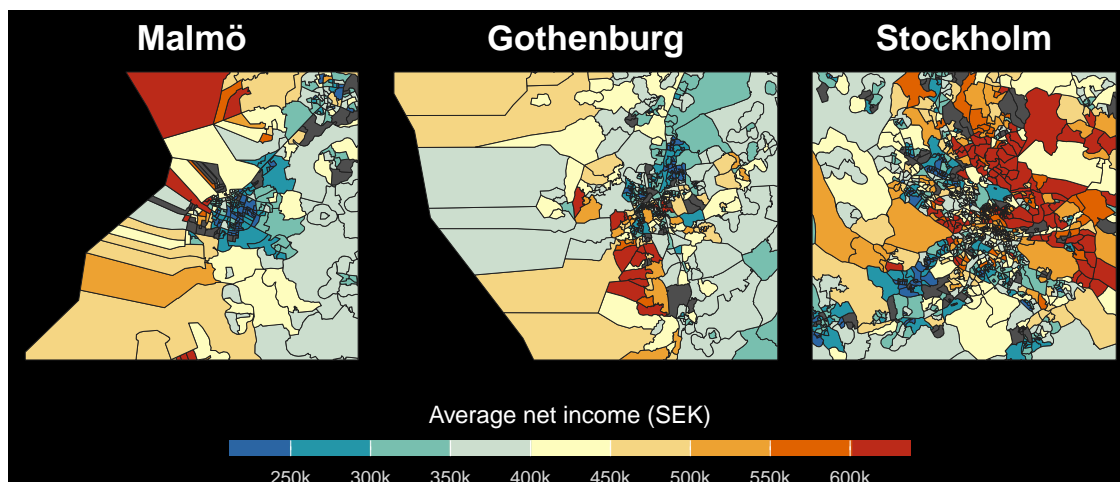 Malmö Gothenburg Stockholm
Average net income (SEK)
250k 300k 350k 400k 450k 500k 550k 600k